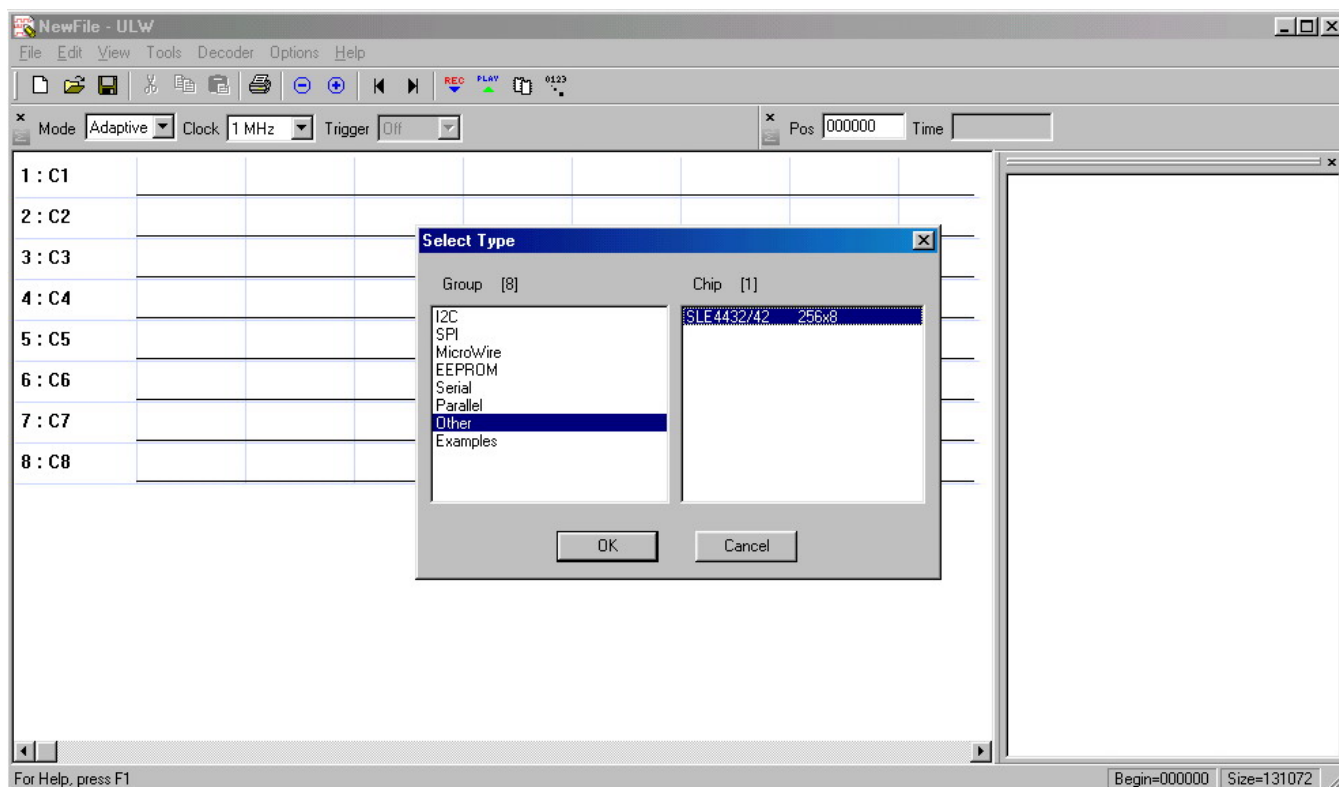 NewFile - ULW
File Edit View Tools Decoder Options Help
REC PLAY 0123
Mode Adaptive Clock 1 MHz Trigger Off Pos 000000 Time
1 : C1
2 : C2
3 : C3
4 : C4
5 : C5
6 : C6
7 : C7
8 : C8
Select Type
Group [8] Chip [1]
I2C
SPI
MicroWire
EEPROM
Serial
Parallel
Other
Examples
SLE4432/42 256x8
OK Cancel
For Help, press F1 Begin=000000 Size=131072